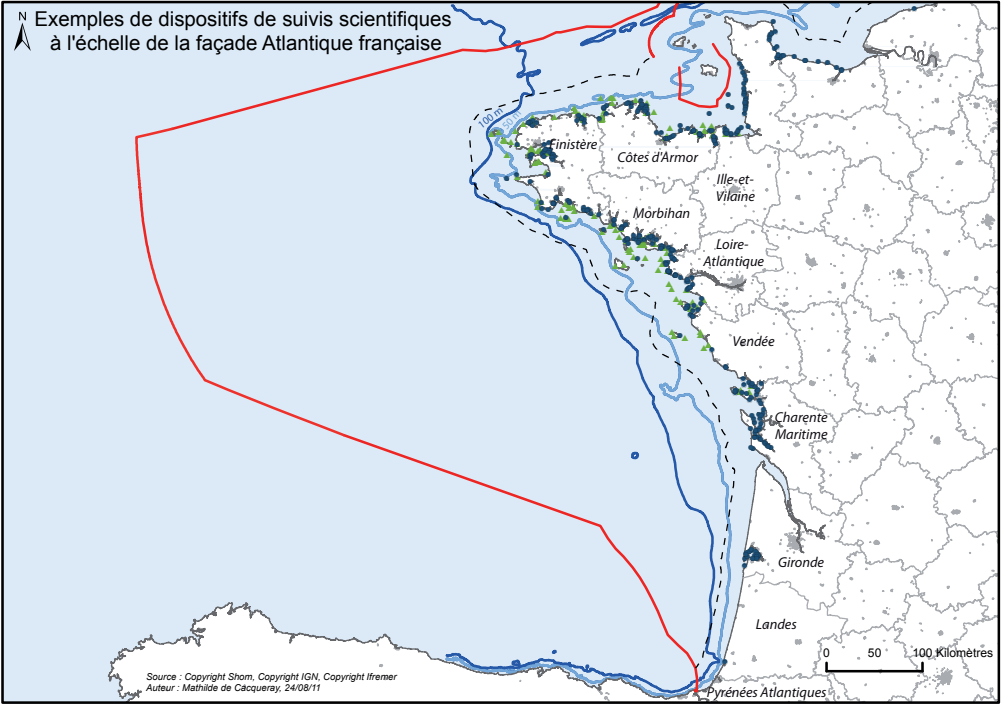 N
Exemples de dispositifs de suivis scientifiques
à l'échelle de la façade Atlantique française
100 m
50 m
Finistère
Côtes d'Armor
Ille-et-
Vilaine
Morbihan
Loire-
Atlantique
Vendée
Charente
Maritime
Gironde
Landes
0 50 100 Kilomètres
Source : Copyright Shom, Copyright IGN, Copyright Ifremer
Auteur : Mathilde de Cacqueray, 24/08/11
Pyrénées Atlantiques